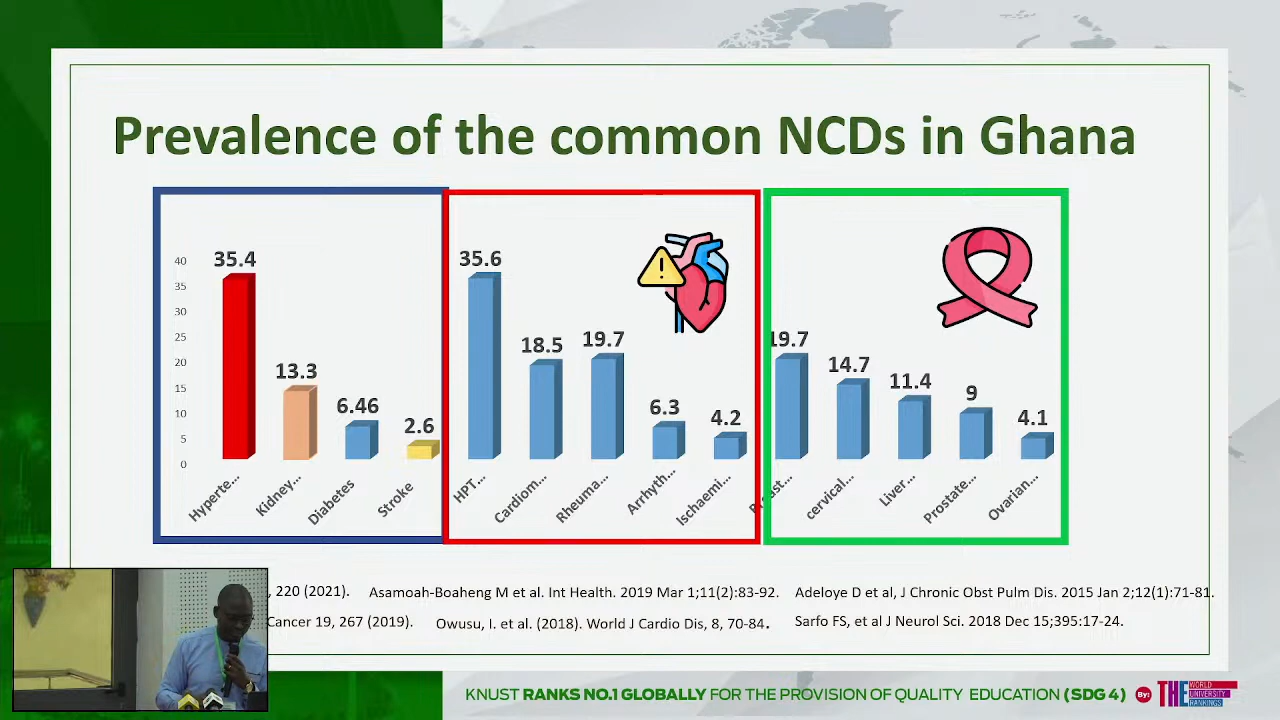 Prevalence of the common NCDs in Ghana
40
35
30
25
20
15
10
5
0
35.4
13.3
6.46
2.6
Hyperte...
Kidney...
Diabetes
Stroke
35.6
18.5
19.7
6.3
4.2
HPT...
Cardiom...
Rheuma...
Arrhyth...
Ischaemi...
19.7
14.7
11.4
9
4.1
cervical...
Liver...
Prostate...
Ovarian...
, 220 (2021). Asamoah-Boaheng M et al. Int Health. 2019 Mar 1;11(2):83-92. Adeloye D et al, J Chronic Obst Pulm Dis. 2015 Jan 2;12(1):71-81.
Cancer 19, 267 (2019). Owusu, I. et al. (2018). World J Cardio Dis, 8, 70-84. Sarfo FS, et al J Neurol Sci. 2018 Dec 15;395:17-24.
KNUST RANKS NO.1 GLOBALLY FOR THE PROVISION OF QUALITY EDUCATION (SDG 4) By: THE WORLD UNIVERSITY RANKINGS